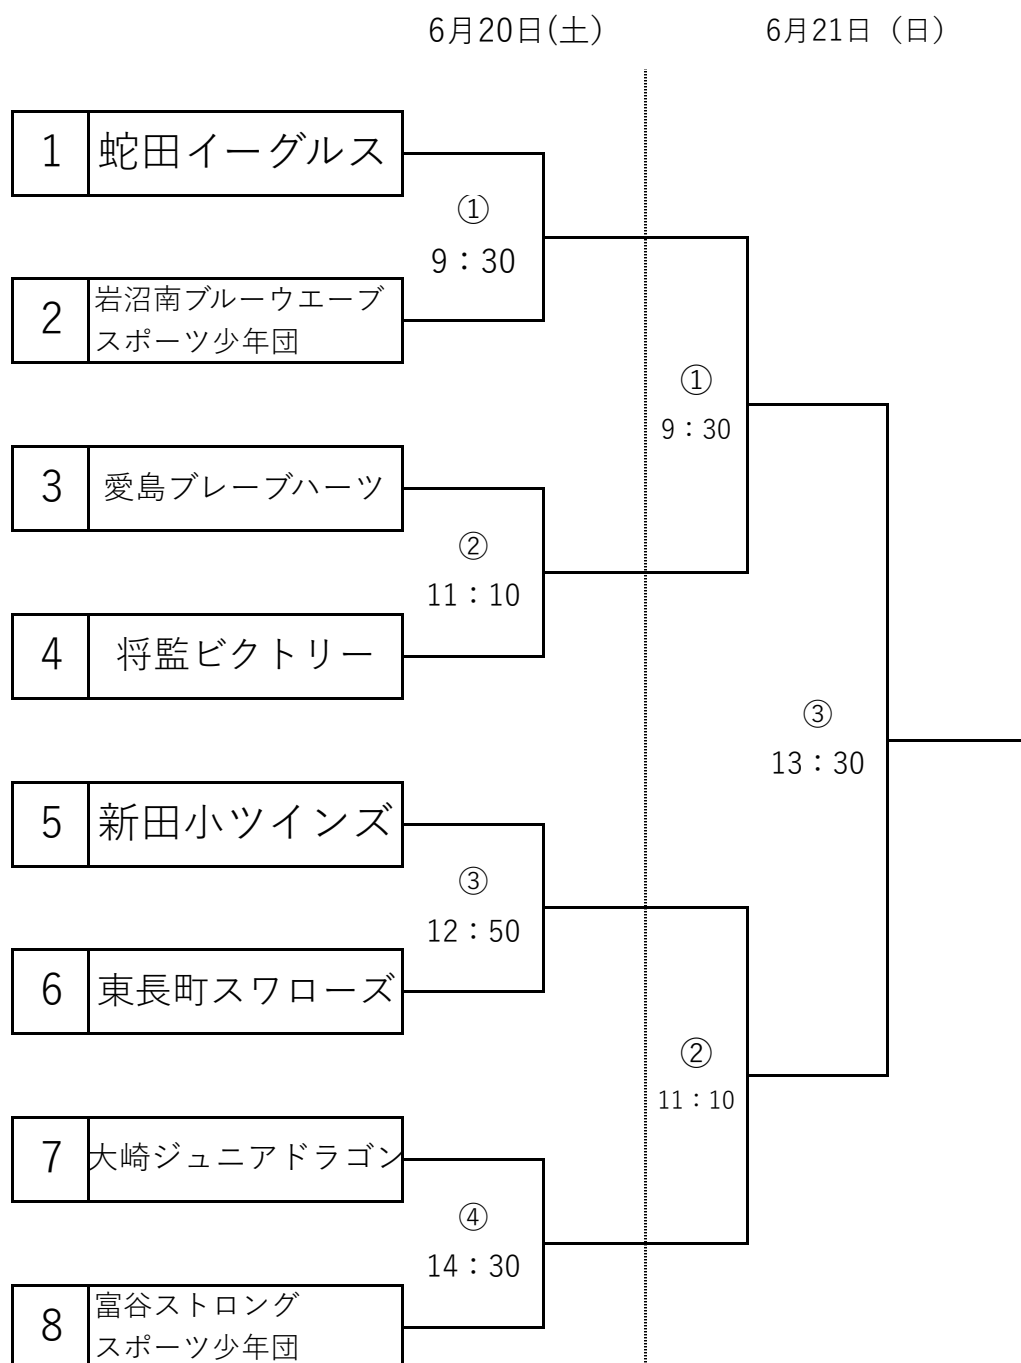 6月20日(土)
6月21日（日）
1 蛇田イーグルス
①
9：30
2 岩沼南ブルーウエーブ
スポーツ少年団
①
9：30
3 愛島ブレーブハーツ
②
11：10
4 将監ビクトリー
③
13：30
5 新田小ツインズ
③
12：50
6 東長町スワローズ
②
11：10
7 大崎ジュニアドラゴン
④
14：30
8 富谷ストロング
スポーツ少年団